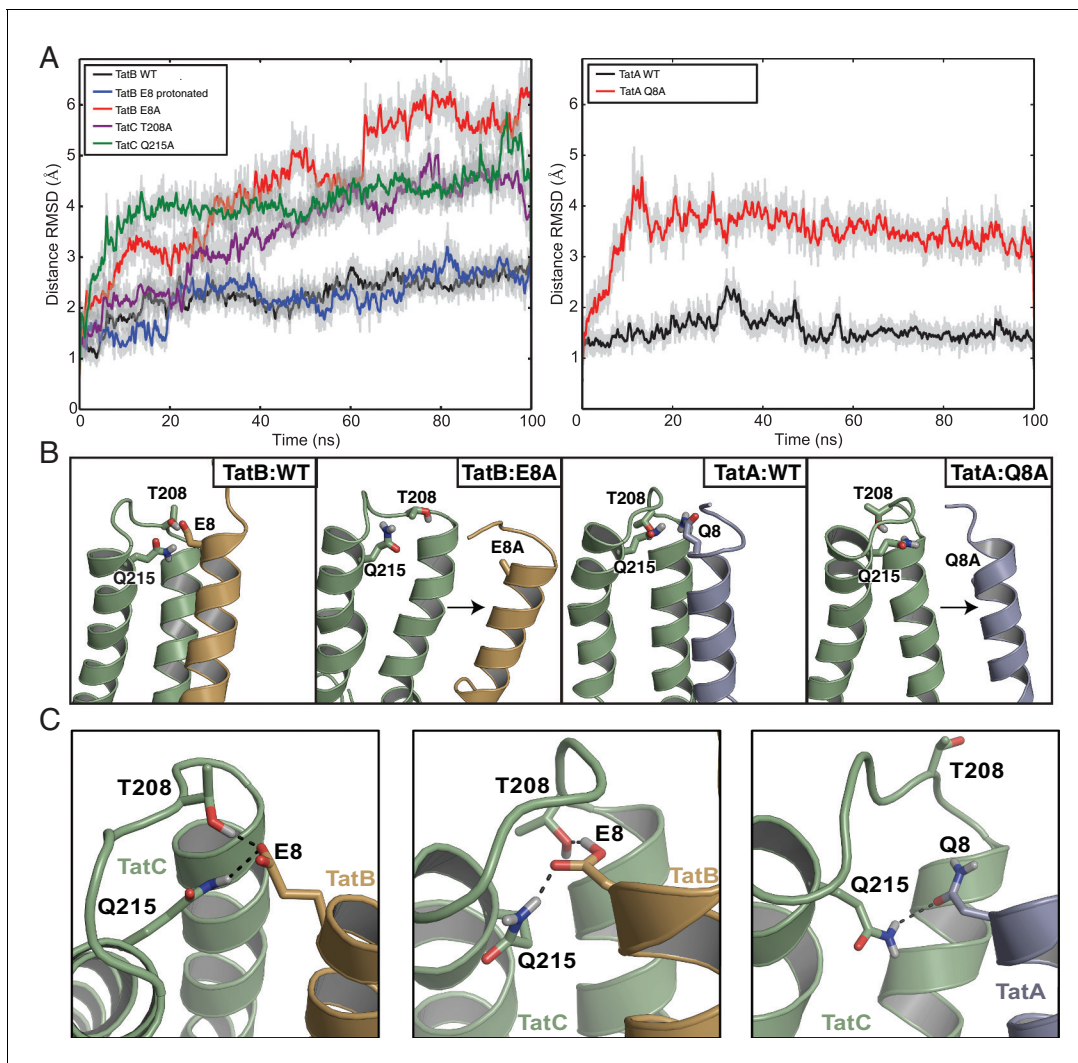 A
TatB WT
TatB E8 protonated
TatB E8A
TatC T208A
TatC Q215A
Distance RMSD (Å)
6
5
4
3
2
1
0
0 20 40 60 80 100
Time (ns)
TatA WT
TatA Q8A
Distance RMSD (Å)
6
5
4
3
2
1
0
0 20 40 60 80 100
Time (ns)
B
TatB:WT
T208
E8
Q215
TatB:E8A
T208
E8A
Q215
TatA:WT
T208
Q8
Q215
TatA:Q8A
T208
Q215
Q8A
C
T208
E8
TatC
TatB
Q215
T208
E8
TatB
Q215
TatC
T208
Q8
Q215
TatA
TatC